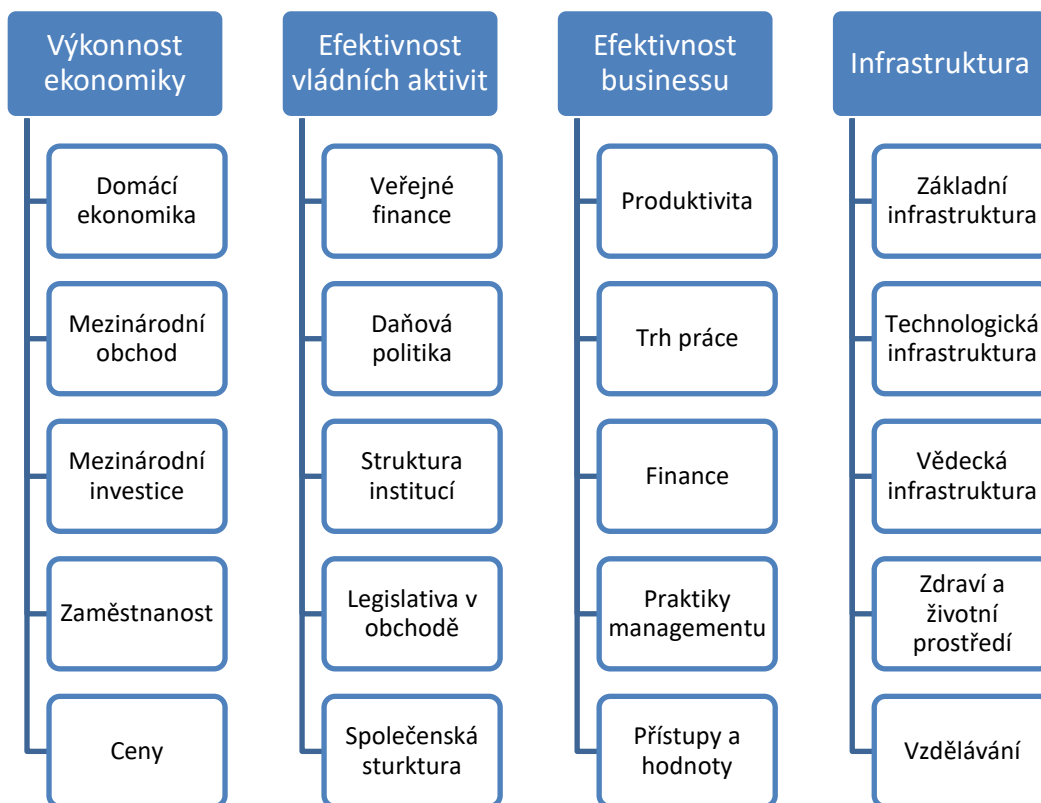 Výkonnost
ekonomiky
Domácí
ekonomika
Mezinárodní
obchod
Mezinárodní
investice
Zaměstnanost
Ceny
Efektivnost
vládních aktivit
Veřejné
finance
Daňová
politika
Struktura
institucí
Legislativa v
obchodě
Společenská
sturktura
Efektivnost
businessu
Produktivita
Trh práce
Finance
Praktiky
managementu
Přístupy a
hodnoty
Infrastruktura
Základní
infrastruktura
Technologická
infrastruktura
Vědecká
infrastruktura
Zdraví a
životní
prostředí
Vzdělávání